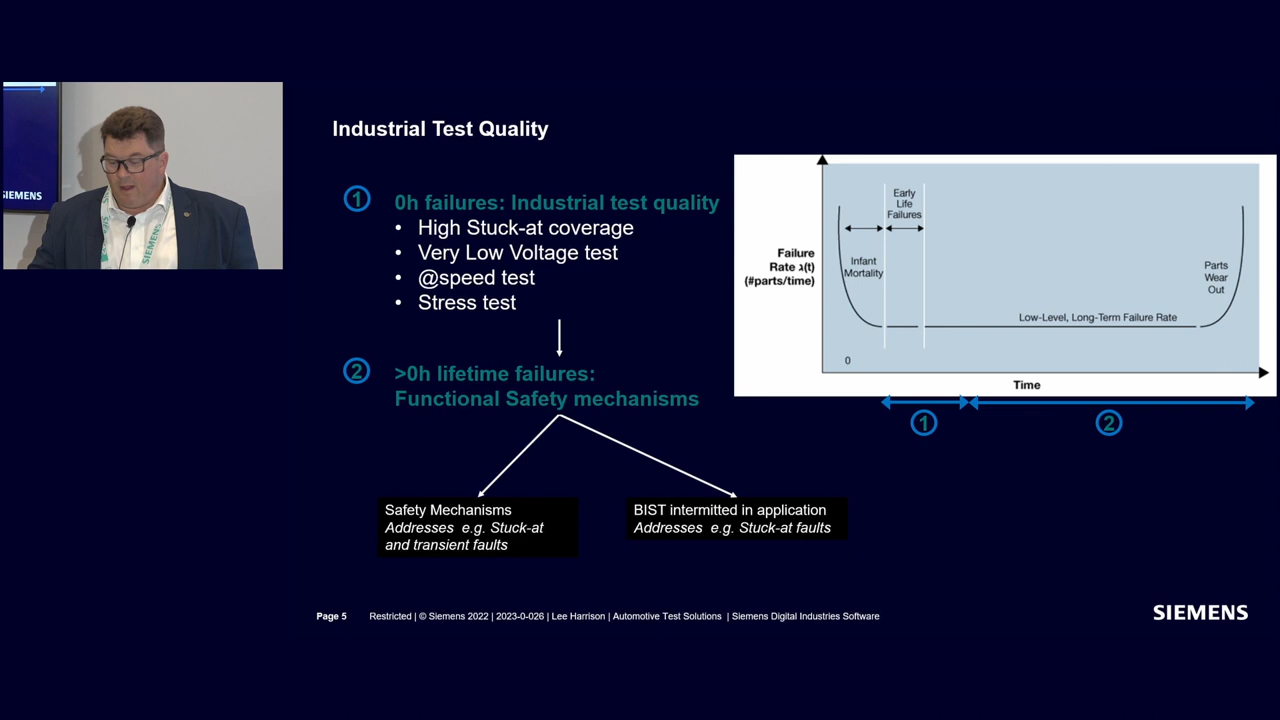 SIEMENS
SIEMENS
Industrial Test Quality
1 0h failures: Industrial test quality
• High Stuck-at coverage
• Very Low Voltage test
• @speed test
• Stress test
2 >0h lifetime failures:
Functional Safety mechanisms
Safety Mechanisms
Addresses e.g. Stuck-at
and transient faults
BIST intermitted in application
Addresses e.g. Stuck-at faults
Early
Life
Failures
Failure
Rate λ(t)
(#parts/time)
Infant
Mortality
Parts
Wear
Out
Low-Level, Long-Term Failure Rate
0
Time
1
2
Page 5 Restricted | © Siemens 2022 | 2023-0-026 | Lee Harrison | Automotive Test Solutions | Siemens Digital Industries Software
SIEMENS